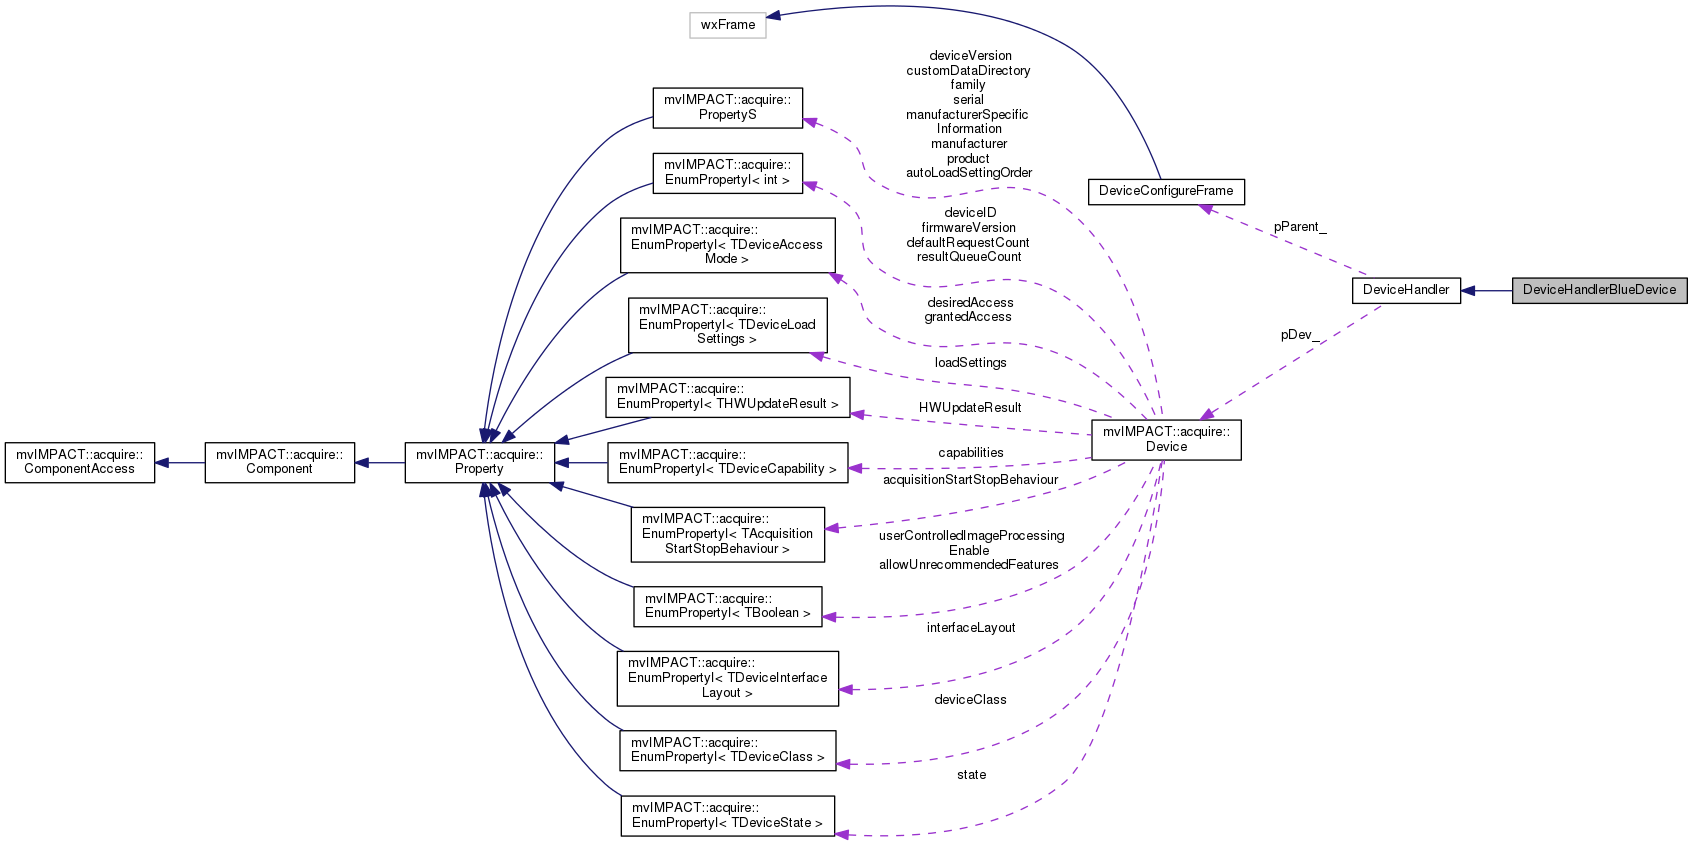 wxFrame
deviceVersion
customDataDirectory
family
serial
manufacturerSpecific
Information
manufacturer
product
autoLoadSettingOrder
mvIMPACT::acquire::
PropertyS
mvIMPACT::acquire::
EnumPropertyI< int >
DeviceConfigureFrame
deviceID
firmwareVersion
defaultRequestCount
resultQueueCount
pParent_
mvIMPACT::acquire::
EnumPropertyI< TDeviceAccess
Mode >
DeviceHandler
DeviceHandlerBlueDevice
desiredAccess
grantedAccess
mvIMPACT::acquire::
EnumPropertyI< TDeviceLoad
Settings >
pDev_
loadSettings
mvIMPACT::acquire::
EnumPropertyI< THWUpdateResult >
HWUpdateResult
mvIMPACT::acquire::
Device
mvIMPACT::acquire::
ComponentAccess
mvIMPACT::acquire::
Component
mvIMPACT::acquire::
Property
mvIMPACT::acquire::
EnumPropertyI< TDeviceCapability >
capabilities
acquisitionStartStopBehaviour
mvIMPACT::acquire::
EnumPropertyI< TAcquisition
StartStopBehaviour >
userControlledImageProcessing
Enable
allowUnrecommendedFeatures
mvIMPACT::acquire::
EnumPropertyI< TBoolean >
interfaceLayout
mvIMPACT::acquire::
EnumPropertyI< TDeviceInterface
Layout >
deviceClass
mvIMPACT::acquire::
EnumPropertyI< TDeviceClass >
state
mvIMPACT::acquire::
EnumPropertyI< TDeviceState >